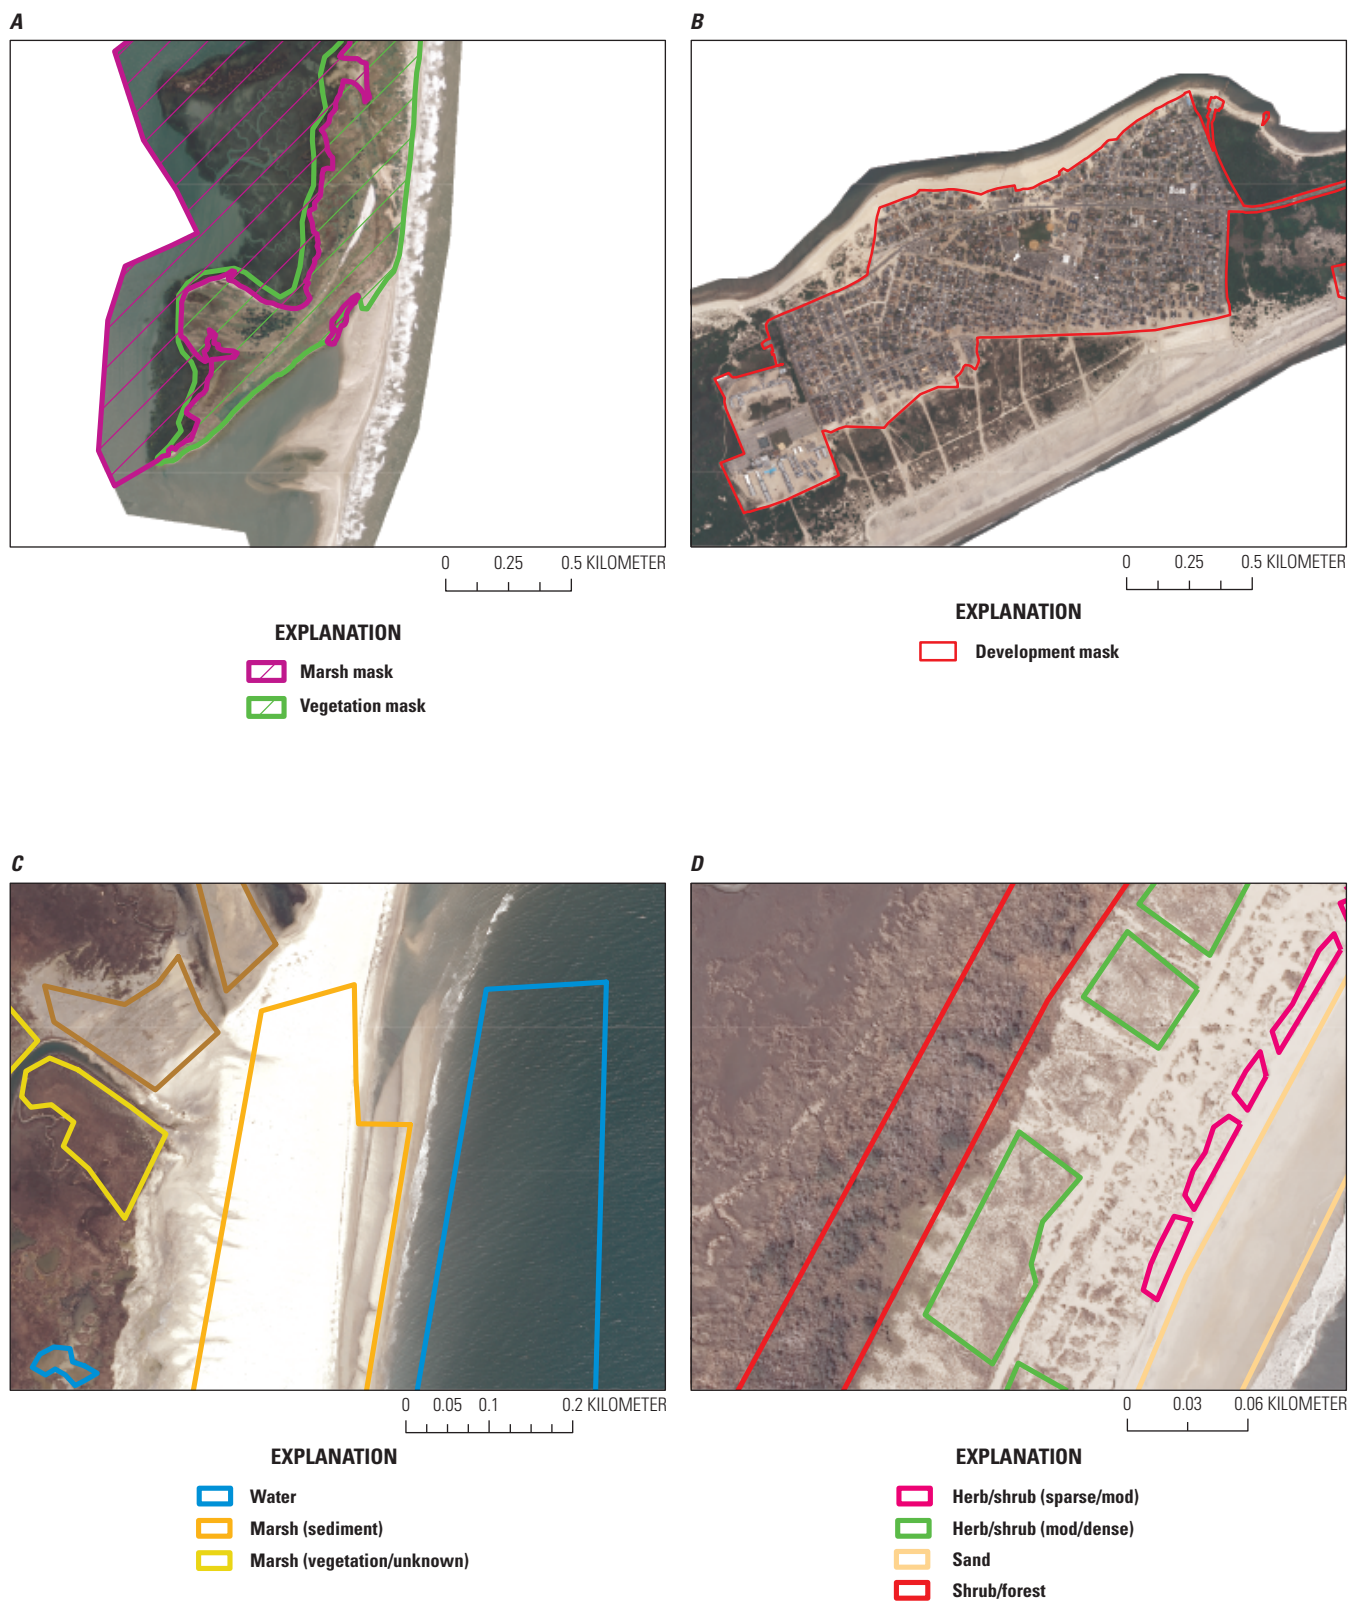 A
0 0.25 0.5 KILOMETER
EXPLANATION
Marsh mask
Vegetation mask
B
0 0.25 0.5 KILOMETER
EXPLANATION
Development mask
C
0 0.05 0.1 0.2 KILOMETER
EXPLANATION
Water
Marsh (sediment)
Marsh (vegetation/unknown)
D
0 0.03 0.06 KILOMETER
EXPLANATION
Herb/shrub (sparse/mod)
Herb/shrub (mod/dense)
Sand
Shrub/forest